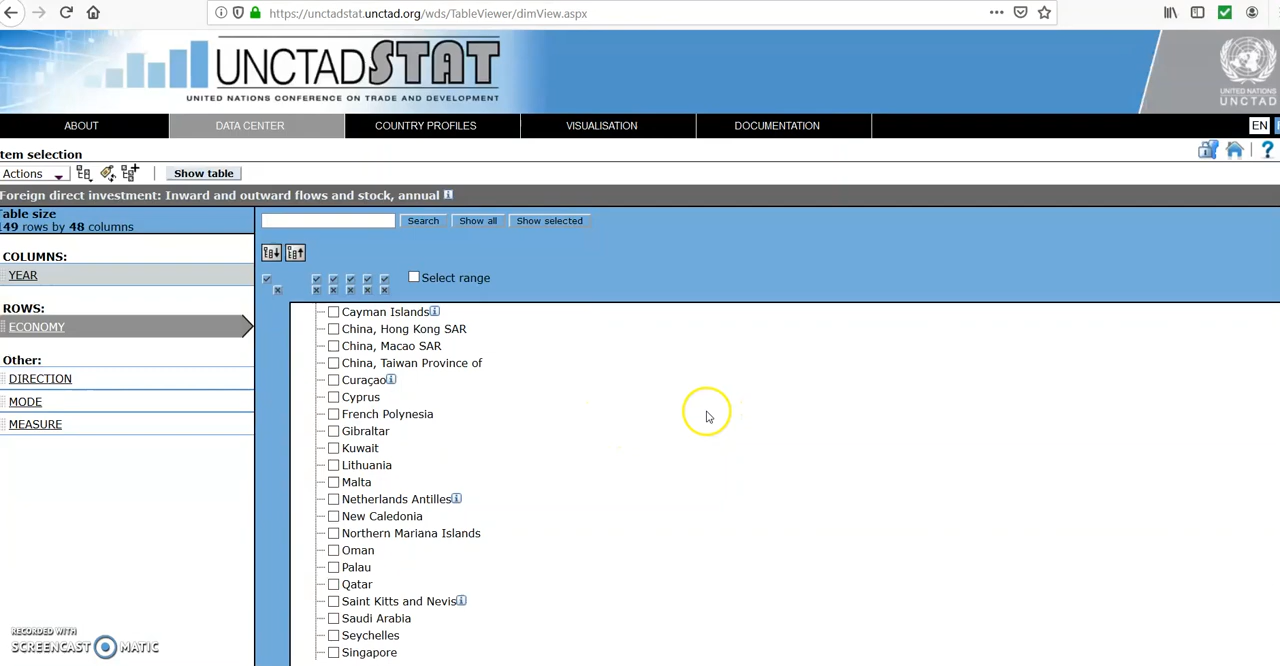 https://unctadstat.unctad.org/wds/TableViewer/dimView.aspx
UNCTADSTAT
UNITED NATIONS CONFERENCE ON TRADE AND DEVELOPMENT
UNITED NATIONS
UNCTAD
ABOUT
DATA CENTER
COUNTRY PROFILES
VISUALISATION
DOCUMENTATION
EN
tem selection
Actions
Show table
Foreign direct investment: Inward and outward flows and stock, annual
Table size
149 rows by 48 columns
Search
Show all
Show selected
COLUMNS:
YEAR
ROWS:
ECONOMY
Other:
DIRECTION
MODE
MEASURE
Select range
Cayman Islands
China, Hong Kong SAR
China, Macao SAR
China, Taiwan Province of
Curaçao
Cyprus
French Polynesia
Gibraltar
Kuwait
Lithuania
Malta
Netherlands Antilles
New Caledonia
Northern Mariana Islands
Oman
Palau
Qatar
Saint Kitts and Nevis
Saudi Arabia
Seychelles
Singapore
RECORDED WITH
SCREENCAST MATIC